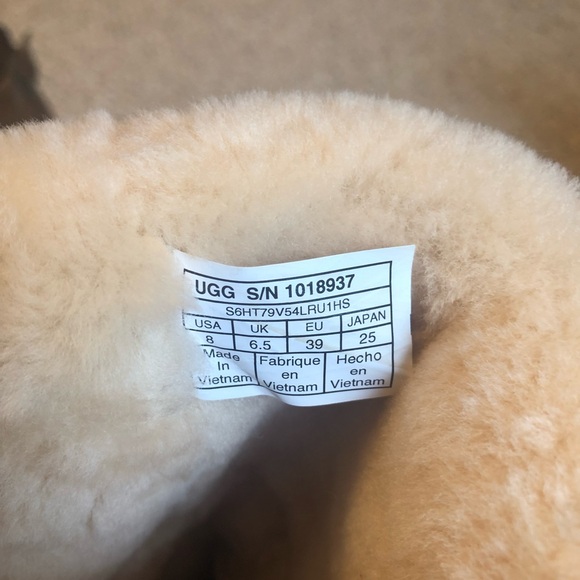 UGG S/N 1018937
S6HT79V54LRU1HS
USA UK EU JAPAN
8 6.5 39 25
Made In Vietnam
Fabrique en Vietnam
Hecho en Vietnam